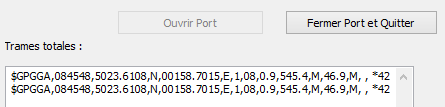 Ouvrir Port Fermer Port et Quitter
Trames totales :
$GPGGA,084548,5023.6108,N,00158.7015,E,1,08,0.9,545.4,M,46.9,M, , *42
$GPGGA,084548,5023.6108,N,00158.7015,E,1,08,0.9,545.4,M,46.9,M, , *42